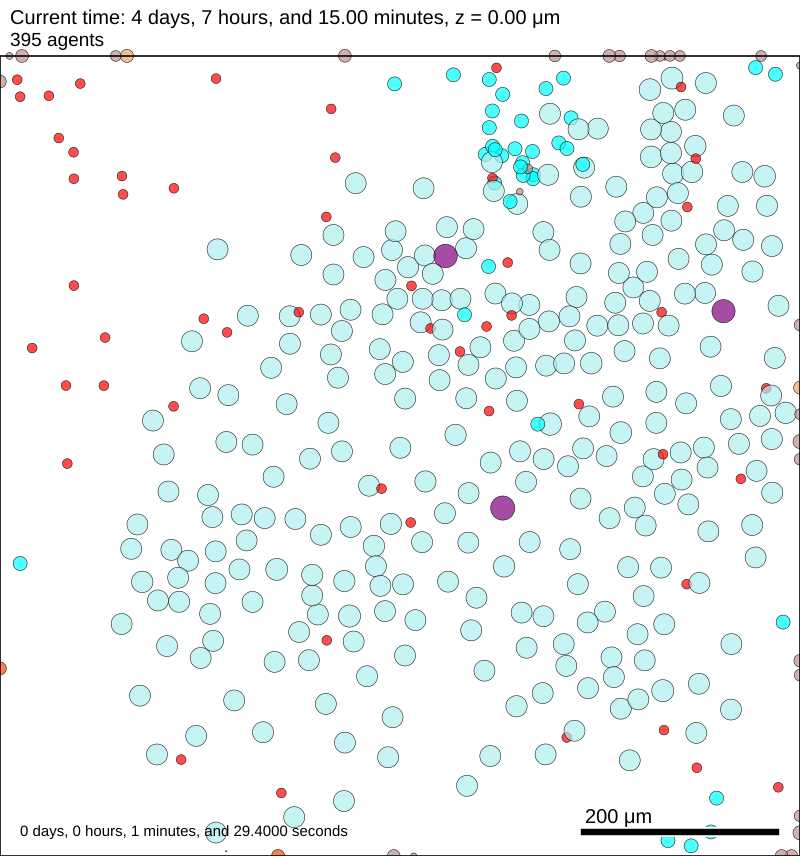 Current time: 4 days, 7 hours, and 15.00 minutes, z = 0.00 μm
395 agents
200 μm
0 days, 0 hours, 1 minutes, and 29.4000 seconds